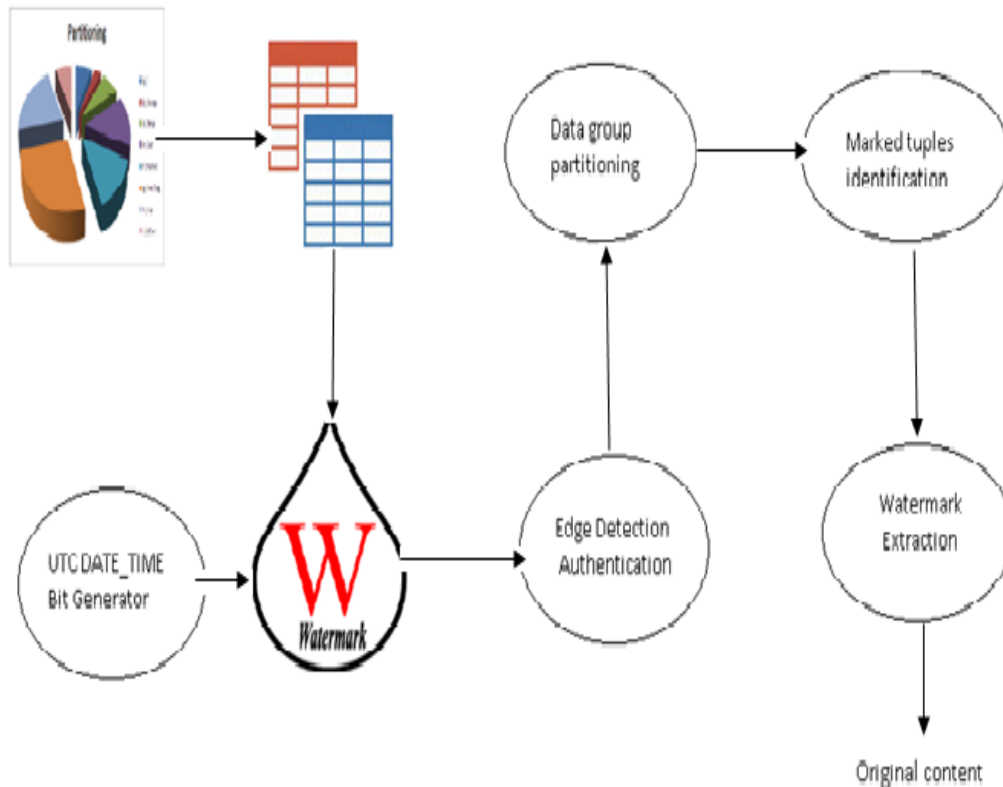 Partitioning
Data group
partitioning
Marked tuples
identification
UTC DATE_TIME
Bit Generator
W
Watermark
Edge Detection
Authentication
Watermark
Extraction
Original content